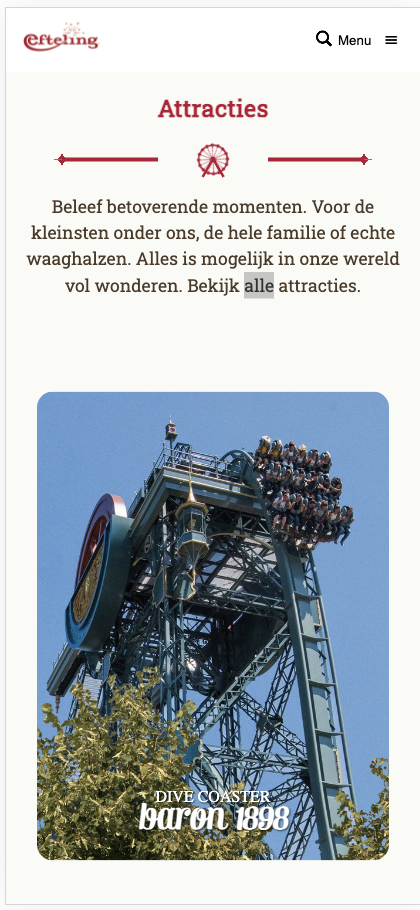 Efteling
Menu
Attracties
Beleef betoverende momenten. Voor de
kleinsten onder ons, de hele familie of echte
waaghalzen. Alles is mogelijk in onze wereld
vol wonderen. Bekijk alle attracties.
DIVE COASTER
baron 1898